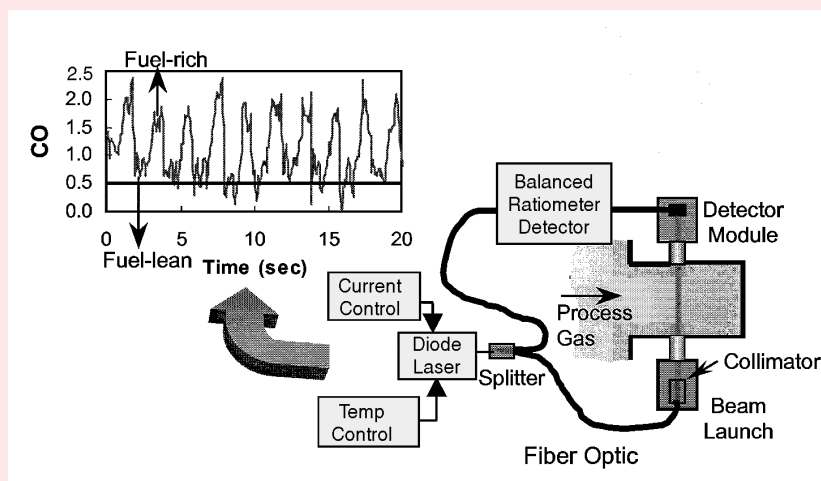 Fuel-rich
2.5
2.0
1.5
1.0
0.5
0.0
CO
0 5 10 15 20
Fuel-lean
Time (sec)
Balanced
Ratiometer
Detector
Detector
Module
Current
Control
Process
Gas
Diode
Laser
Splitter
Collimator
Temp
Control
Beam
Launch
Fiber Optic